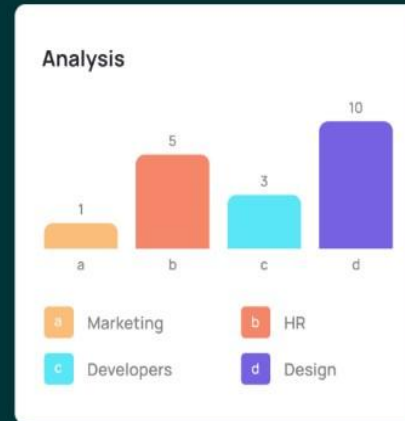 Analysis
10
5
3
1
a b c d
a Marketing b HR
c Developers d Design